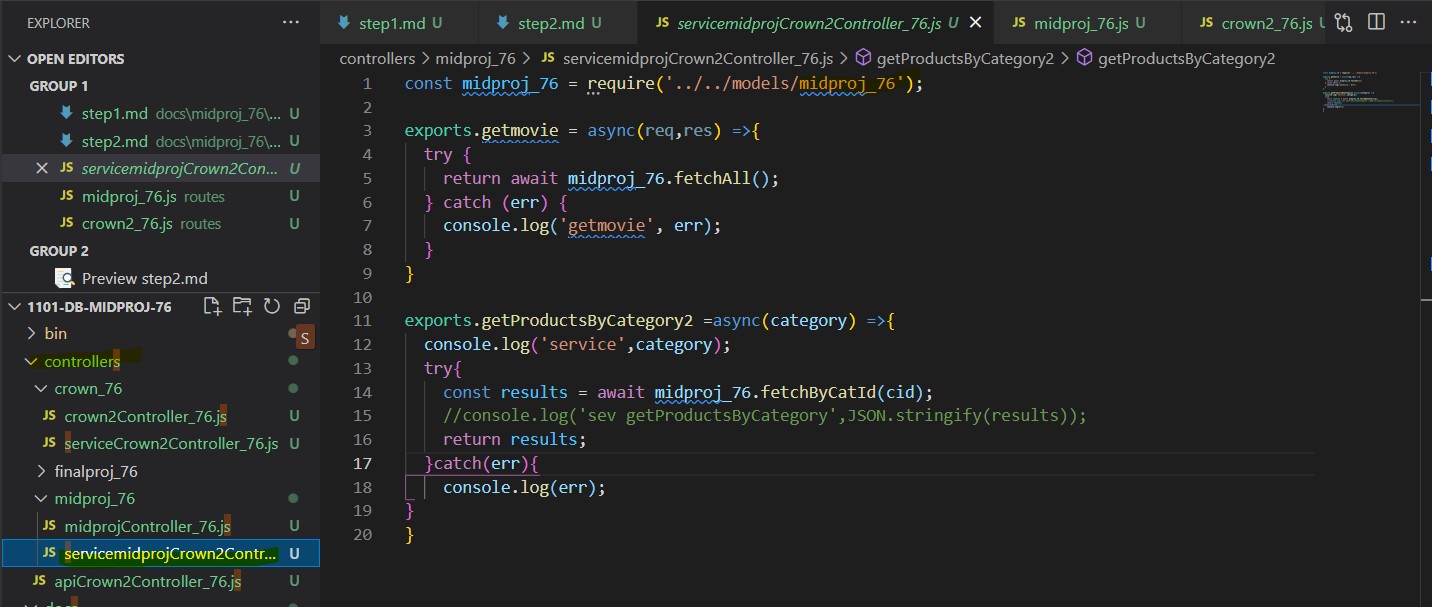 EXPLORER
OPEN EDITORS
GROUP 1
step1.md docs\midproj_76\... U
step2.md docs\midproj_76\... U
JS servicemidprojCrown2Con... U
JS midproj_76.js routes U
JS crown2_76.js routes U
GROUP 2
Preview step2.md
1101-DB-MIDPROJ-76
bin
S
controllers
crown_76
JS crown2Controller_76.js U
JS serviceCrown2Controller_76.js U
finalproj_76
midproj_76
JS midprojController_76.js U
JS servicemidprojCrown2Contr... U
JS apiCrown2Controller_76.js U
docs
step1.md U
step2.md U
JS servicemidprojCrown2Controller_76.js U
JS midproj_76.js U
JS crown2_76.js U
controllers > midproj_76 > JS servicemidprojCrown2Controller_76.js > getProductsByCategory2 > getProductsByCategory2
1 const midproj_76 = require('../../models/midproj_76');
2
3 exports.getmovie = async(req,res) =>{
4 try {
5 return await midproj_76.fetchAll();
6 } catch (err) {
7 console.log('getmovie', err);
8 }
9 }
10
11 exports.getProductsByCategory2 =async(category) =>{
12 console.log('service',category);
13 try{
14 const results = await midproj_76.fetchByCatId(cid);
15 //console.log('sev getProductsByCategory',JSON.stringify(results));
16 return results;
17 }catch(err){
18 console.log(err);
19 }
20 }